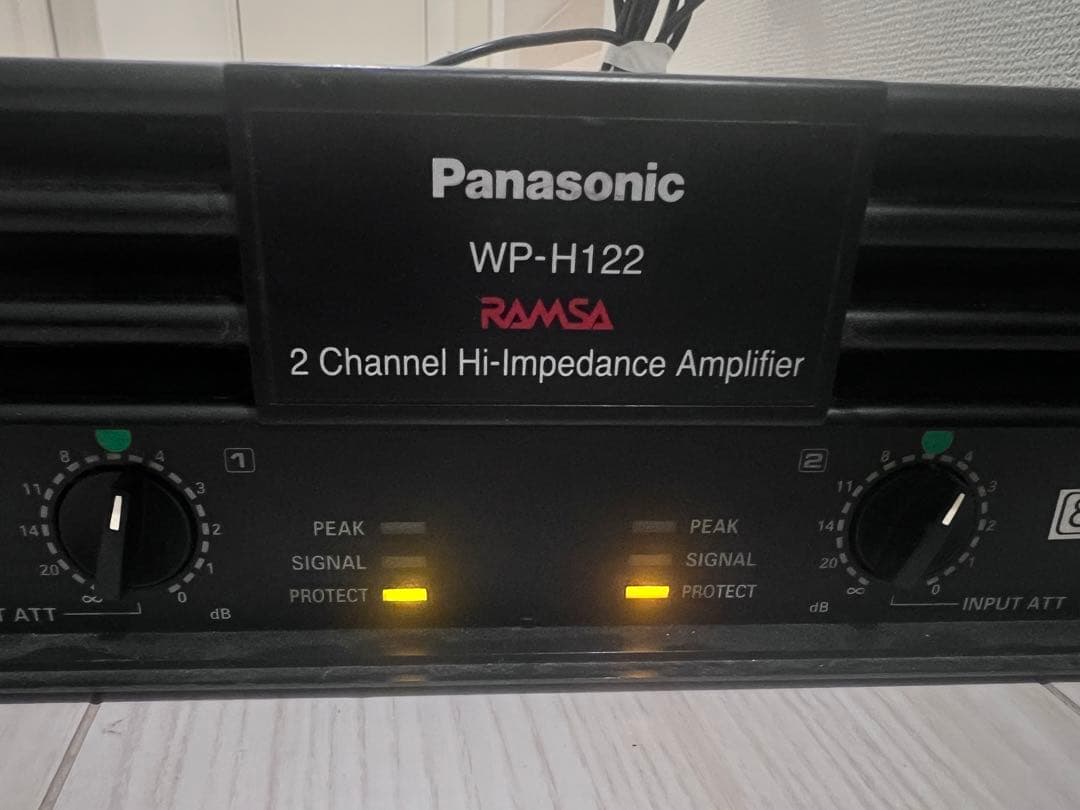 Panasonic
WP-H122
RAMSA
2 Channel Hi-Impedance Amplifier
1
2
8
4
11
3
14
2
20
1
∞
0
dB
ATT
PEAK
SIGNAL
PROTECT
PEAK
SIGNAL
PROTECT
8
4
11
3
14
2
20
1
∞
0
dB
INPUT ATT